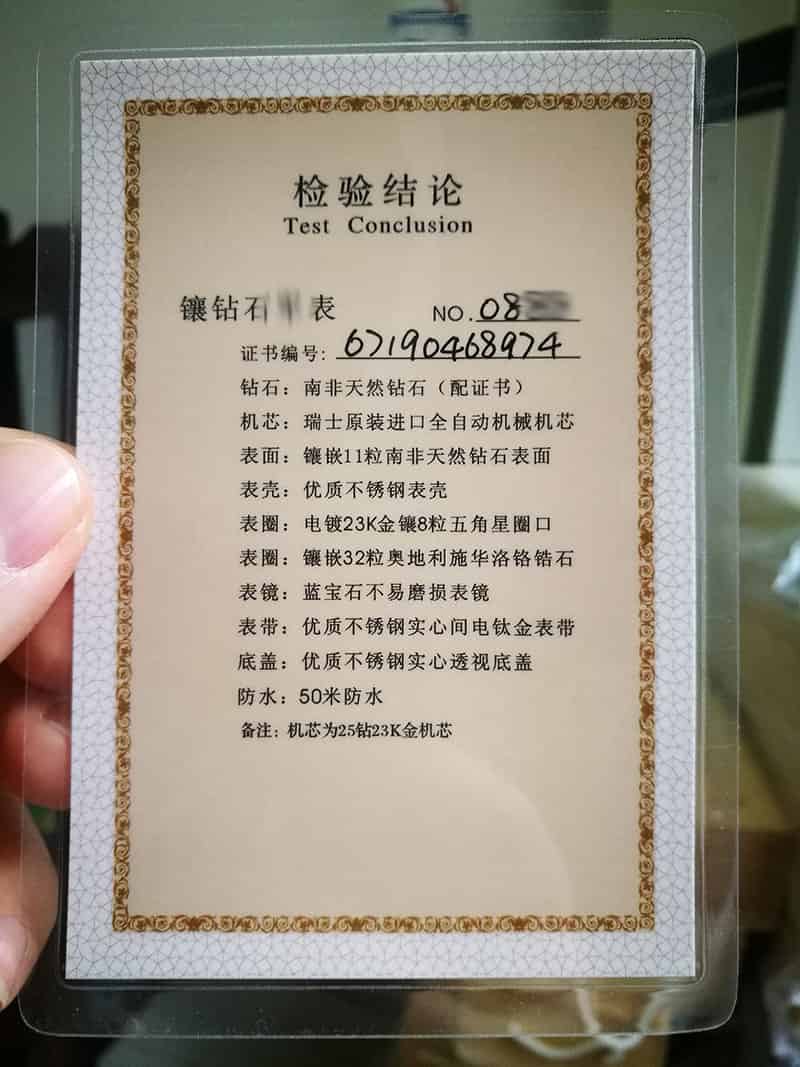 检验结论
Test Conclusion
镶钻石 表
NO.08
证书编号: 67190468974
钻石：南非天然钻石（配证书）
机芯：瑞士原装进口全自动机械机芯
表面：镶嵌11粒南非天然钻石表面
表壳：优质不锈钢表壳
表圈：电镀23K金镶8粒五角星圈口
表圈：镶嵌32粒奥地利施华洛铬锆石
表镜：蓝宝石不易磨损表镜
表带：优质不锈钢实心间电钛金表带
底盖：优质不锈钢实心透视底盖
防水：50米防水
备注：机芯为25钻23K金机芯